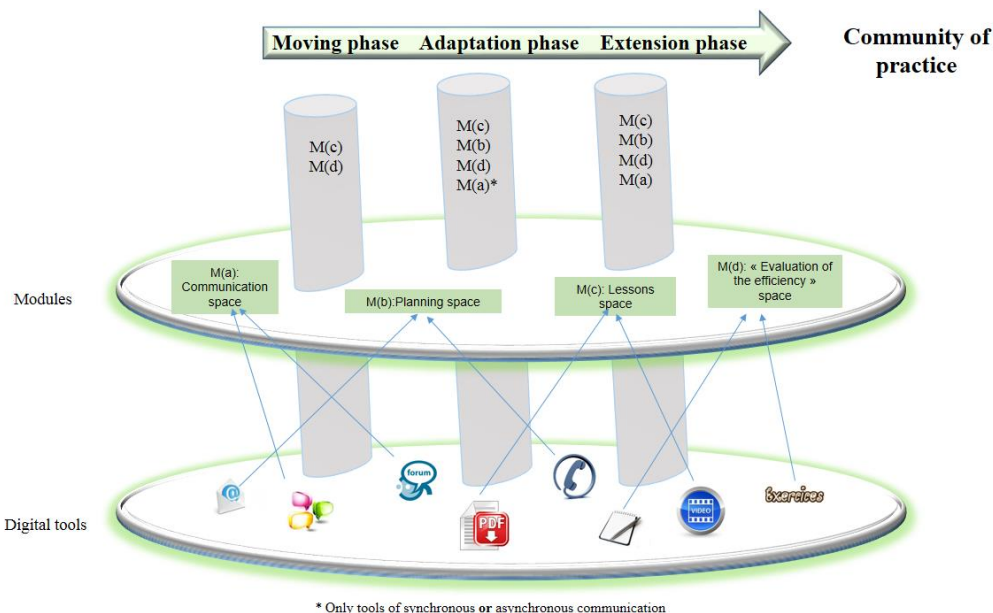 Moving phase Adaptation phase Extension phase
Community of
practice
M(c)
M(d)
M(c)
M(b)
M(d)
M(a)*
M(c)
M(b)
M(d)
M(a)
Modules
M(a):
Communication
space
M(b):Planning space
M(c): Lessons
space
M(d): « Evaluation of
the efficiency »
space
Digital tools
@
forum
PDF
VIDEO
Exercices
* Only tools of synchronous or asynchronous communication